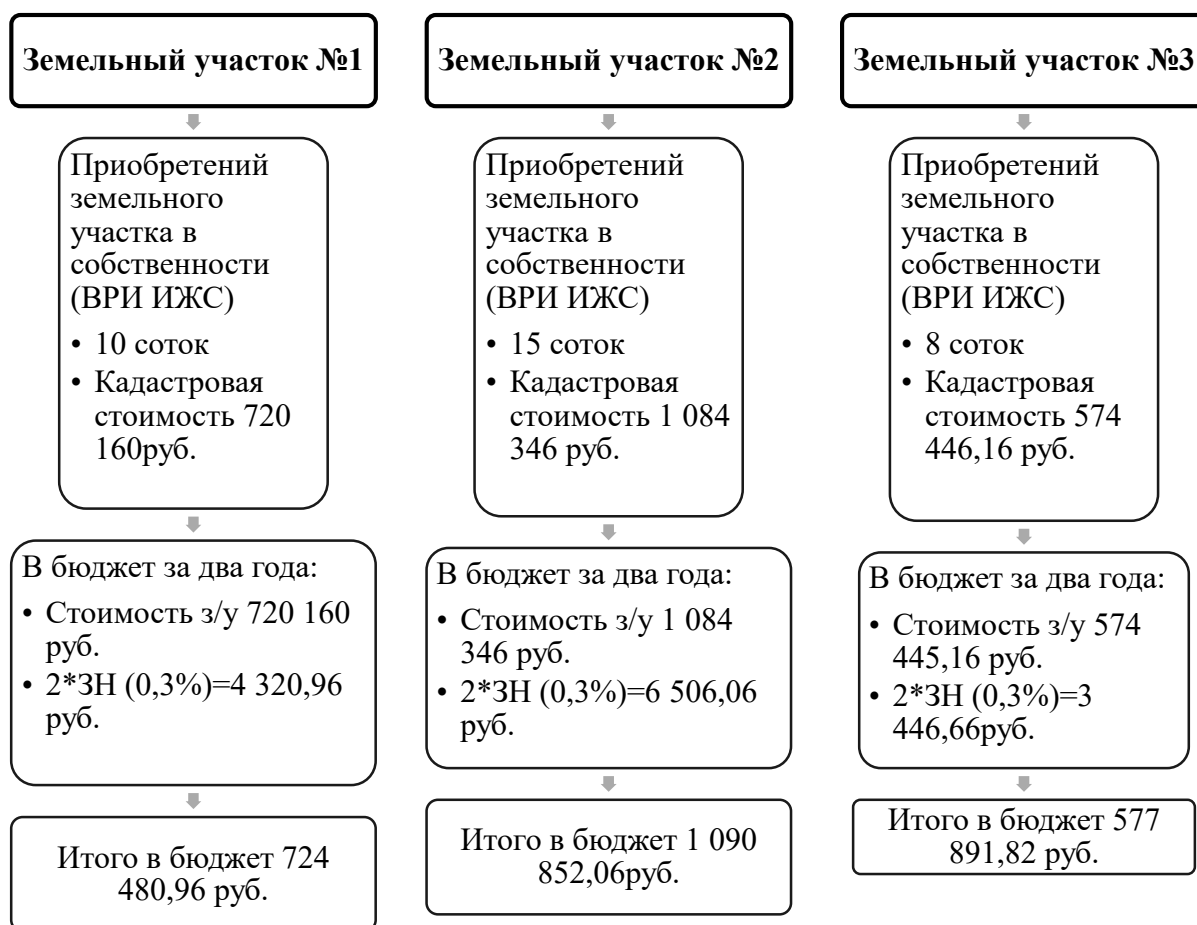 Земельный участок №1
Приобретений
земельного
участка в
собственности
(ВРИ ИЖС)
• 10 соток
• Кадастровая
стоимость 720
160руб.
В бюджет за два года:
• Стоимость з/у 720 160
руб.
• 2*ЗН (0,3%)=4 320,96
руб.
Итого в бюджет 724
480,96 руб.
Земельный участок №2
Приобретений
земельного
участка в
собственности
(ВРИ ИЖС)
• 15 соток
• Кадастровая
стоимость 1 084
346 руб.
В бюджет за два года:
• Стоимость з/у 1 084
346 руб.
• 2*ЗН (0,3%)=6 506,06
руб.
Итого в бюджет 1 090
852,06руб.
Земельный участок №3
Приобретений
земельного
участка в
собственности
(ВРИ ИЖС)
• 8 соток
• Кадастровая
стоимость 574
446,16 руб.
В бюджет за два года:
• Стоимость з/у 574
445,16 руб.
• 2*ЗН (0,3%)=3
446,66руб.
Итого в бюджет 577
891,82 руб.